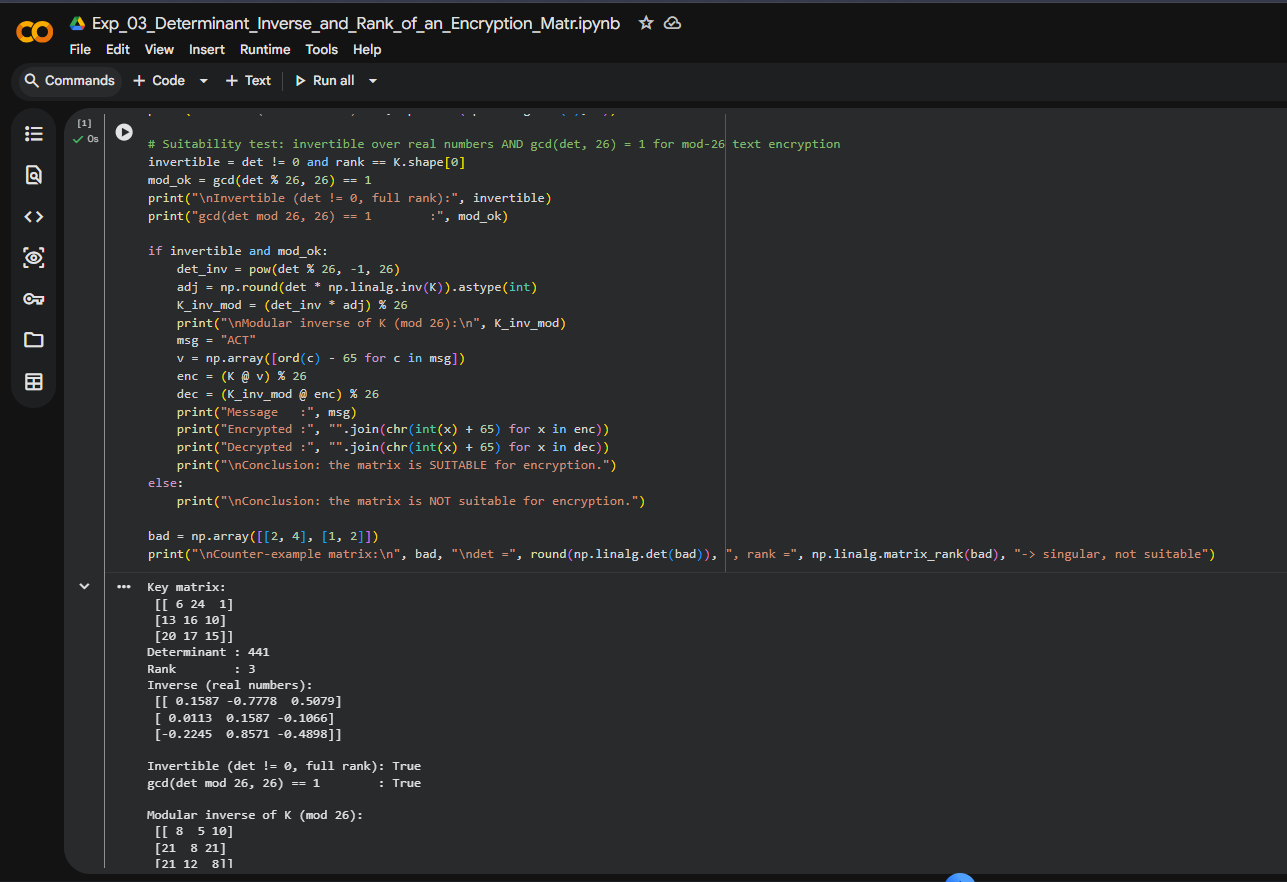 Exp_03_Determinant_Inverse_and_Rank_of_an_Encryption_Matr.ipynb
File Edit View Insert Runtime Tools Help
Commands + Code + Text Run all
[1]
0s
# Suitability test: invertible over real numbers AND gcd(det, 26) = 1 for mod-26 text encryption
invertible = det != 0 and rank == K.shape[0]
mod_ok = gcd(det % 26, 26) == 1
print("\nInvertible (det != 0, full rank):", invertible)
print("gcd(det mod 26, 26) == 1        :", mod_ok)
if invertible and mod_ok:
    det_inv = pow(det % 26, -1, 26)
    adj = np.round(det * np.linalg.inv(K)).astype(int)
    K_inv_mod = (det_inv * adj) % 26
    print("\nModular inverse of K (mod 26):\n", K_inv_mod)
    msg = "ACT"
    v = np.array([ord(c) - 65 for c in msg])
    enc = (K @ v) % 26
    dec = (K_inv_mod @ enc) % 26
    print("Message   :", msg)
    print("Encrypted :", "".join(chr(int(x) + 65) for x in enc))
    print("Decrypted :", "".join(chr(int(x) + 65) for x in dec))
    print("\nConclusion: the matrix is SUITABLE for encryption.")
else:
    print("\nConclusion: the matrix is NOT suitable for encryption.")
bad = np.array([[2, 4], [1, 2]])
print("\nCounter-example matrix:\n", bad, "\ndet =", round(np.linalg.det(bad)), ", rank =", np.linalg.matrix_rank(bad), "-> singular, not suitable")
Key matrix:
 [[ 6 24  1]
 [13 16 10]
 [20 17 15]]
Determinant : 441
Rank        : 3
Inverse (real numbers):
 [[ 0.1587 -0.7778  0.5079]
 [ 0.0113  0.1587 -0.1066]
 [-0.2245  0.8571 -0.4898]]
Invertible (det != 0, full rank): True
gcd(det mod 26, 26) == 1        : True
Modular inverse of K (mod 26):
 [[ 8  5 10]
 [21  8 21]
 [21 12  8]]